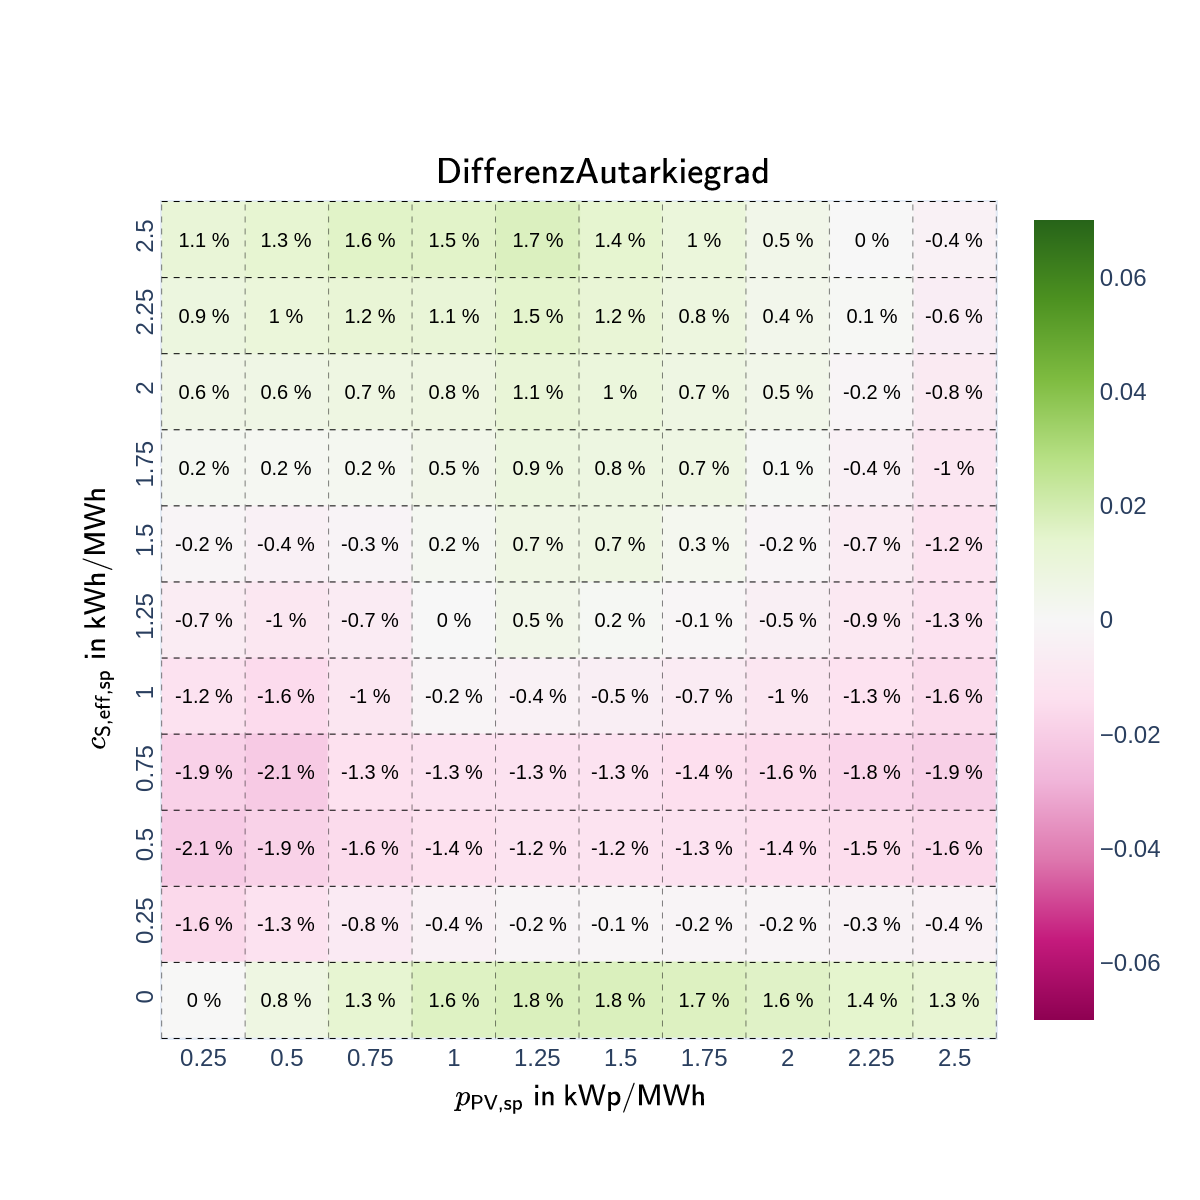 DifferenzAutarkiegrad
2.5 1.1 % 1.3 % 1.6 % 1.5 % 1.7 % 1.4 % 1 % 0.5 % 0 % -0.4 %
2.25 0.9 % 1 % 1.2 % 1.1 % 1.5 % 1.2 % 0.8 % 0.4 % 0.1 % -0.6 %
2 0.6 % 0.6 % 0.7 % 0.8 % 1.1 % 1 % 0.7 % 0.5 % -0.2 % -0.8 %
1.75 0.2 % 0.2 % 0.2 % 0.5 % 0.9 % 0.8 % 0.7 % 0.1 % -0.4 % -1 %
1.5 -0.2 % -0.4 % -0.3 % 0.2 % 0.7 % 0.7 % 0.3 % -0.2 % -0.7 % -1.2 %
1.25 -0.7 % -1 % -0.7 % 0 % 0.5 % 0.2 % -0.1 % -0.5 % -0.9 % -1.3 %
1 -1.2 % -1.6 % -1 % -0.2 % -0.4 % -0.5 % -0.7 % -1 % -1.3 % -1.6 %
0.75 -1.9 % -2.1 % -1.3 % -1.3 % -1.3 % -1.3 % -1.4 % -1.6 % -1.8 % -1.9 %
0.5 -2.1 % -1.9 % -1.6 % -1.4 % -1.2 % -1.2 % -1.3 % -1.4 % -1.5 % -1.6 %
0.25 -1.6 % -1.3 % -0.8 % -0.4 % -0.2 % -0.1 % -0.2 % -0.2 % -0.3 % -0.4 %
0 0 % 0.8 % 1.3 % 1.6 % 1.8 % 1.8 % 1.7 % 1.6 % 1.4 % 1.3 %
0.25 0.5 0.75 1 1.25 1.5 1.75 2 2.25 2.5
p PV,sp in kWp/MWh
c S,eff,sp in kWh/MWh
0.06
0.04
0.02
0
−0.02
−0.04
−0.06